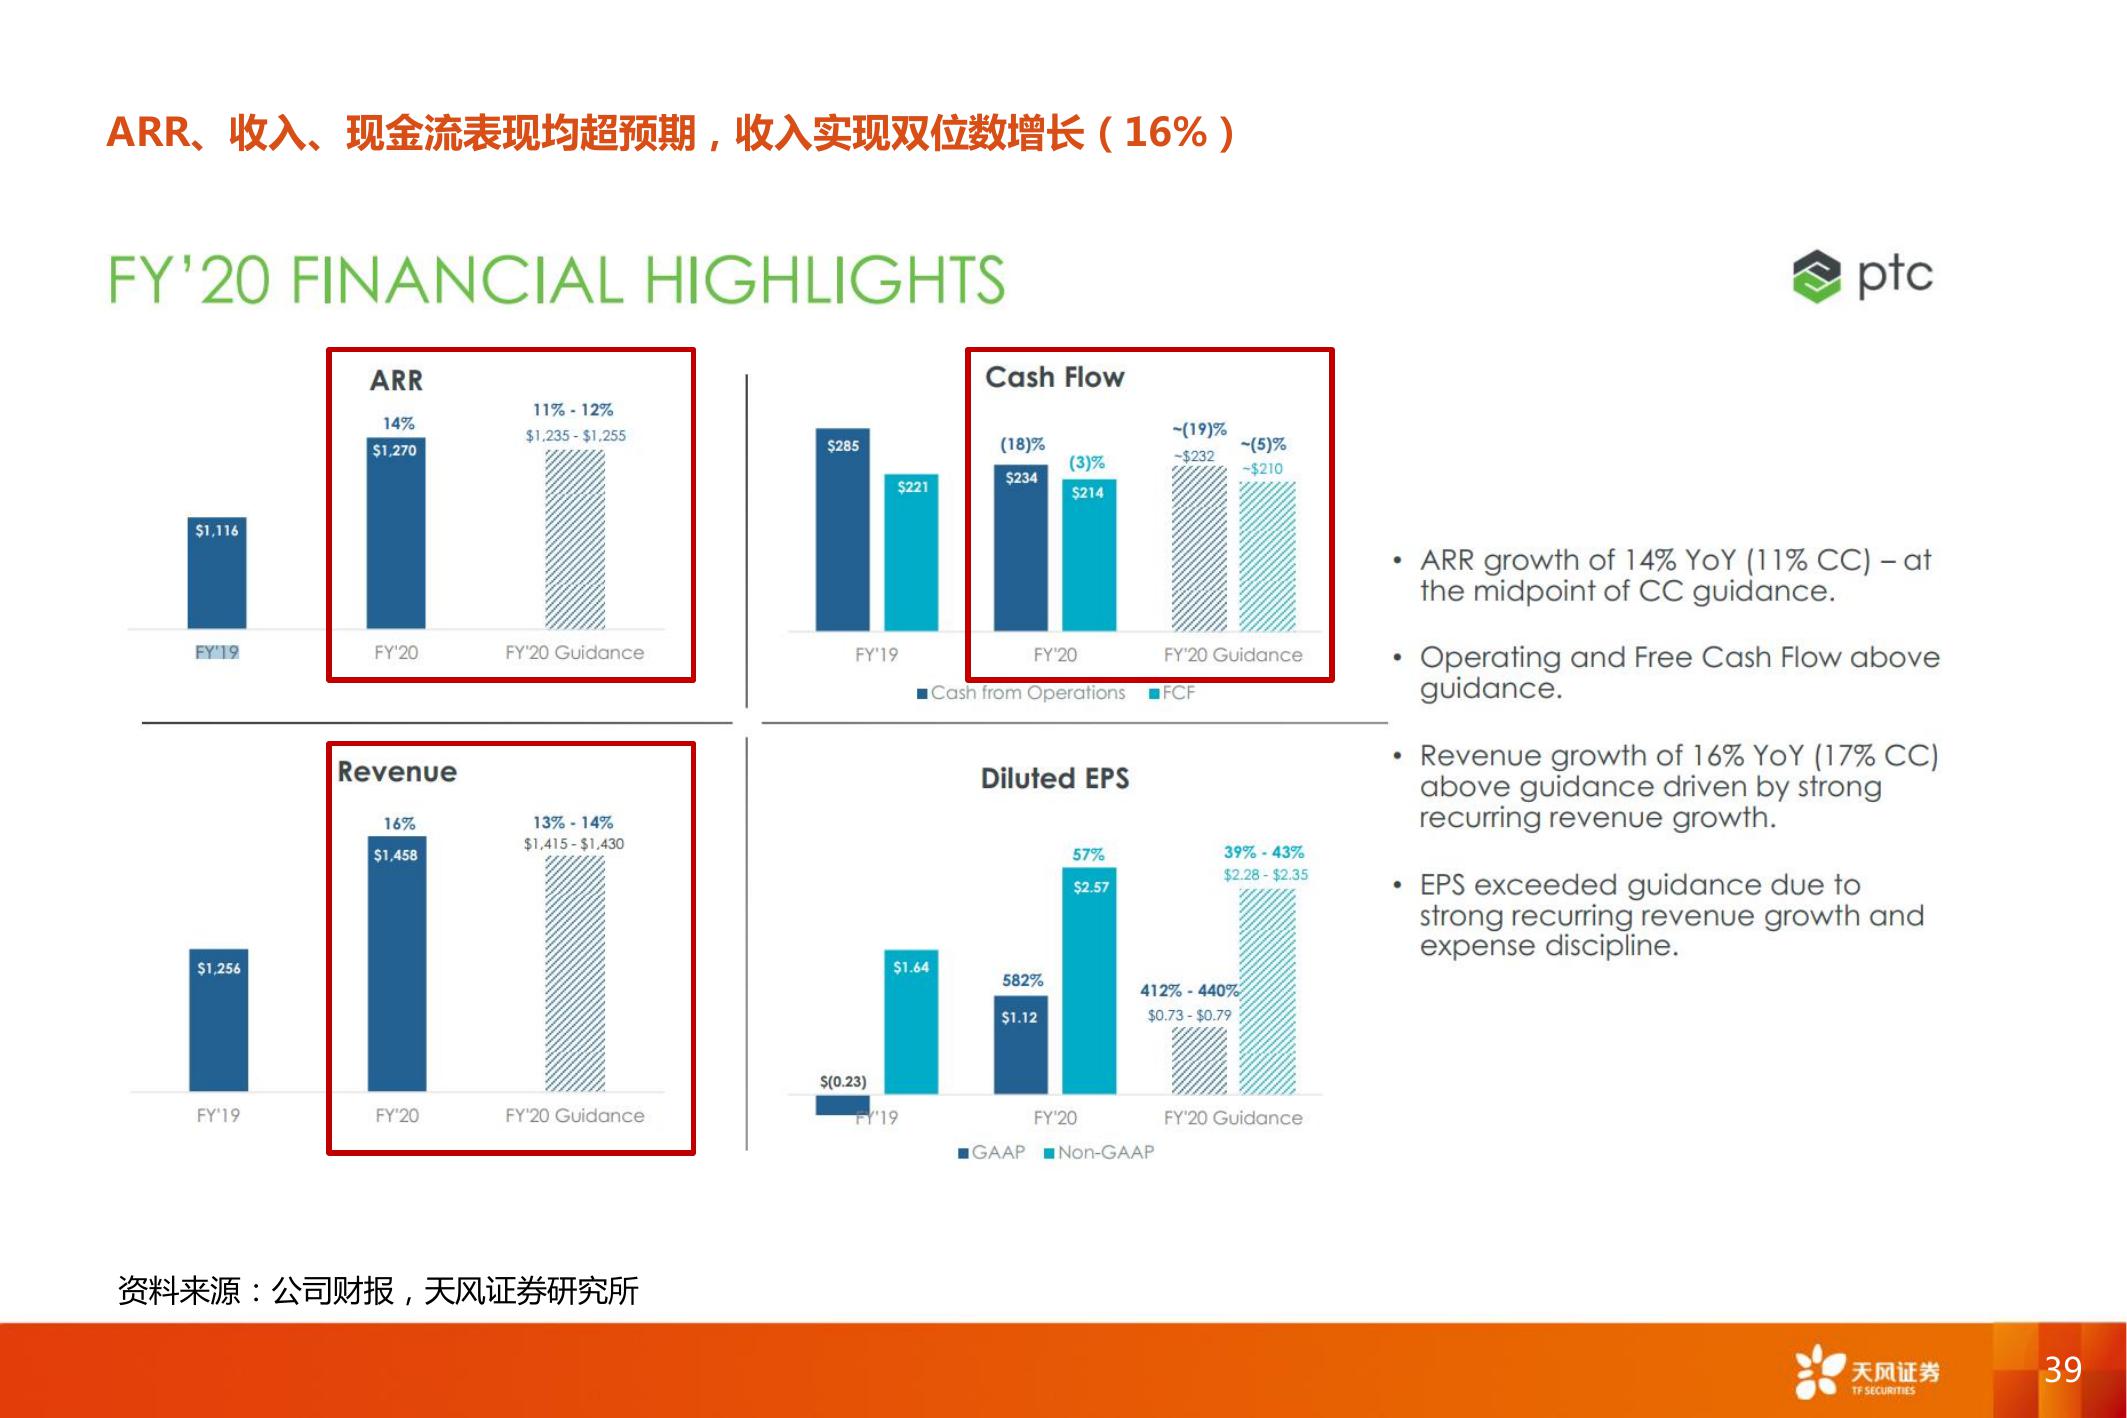 ARR、收入、现金流表现均超预期，收入实现双位数增长（16%）
FY’20 FINANCIAL HIGHLIGHTS
ptc
ARR
14%
$1,270
11% - 12%
$1,235 - $1,255
$1,116
FY'19
FY'20
FY'20 Guidance
Cash Flow
$285
$221
(18)%
$234
(3)%
$214
~(19)%
~$232
~(5)%
~$210
FY'19
FY'20
FY'20 Guidance
Cash from Operations
FCF
Revenue
16%
$1,458
13% - 14%
$1,415 - $1,430
$1,256
FY'19
FY'20
FY'20 Guidance
Diluted EPS
57%
$2.57
39% - 43%
$2.28 - $2.35
$1.64
582%
$1.12
412% - 440%
$0.73 - $0.79
$(0.23)
FY'19
FY'20
FY'20 Guidance
GAAP
Non-GAAP
• ARR growth of 14% YoY (11% CC) – at
the midpoint of CC guidance.
• Operating and Free Cash Flow above
guidance.
• Revenue growth of 16% YoY (17% CC)
above guidance driven by strong
recurring revenue growth.
• EPS exceeded guidance due to
strong recurring revenue growth and
expense discipline.
资料来源：公司财报，天风证券研究所
天风证券
TF SECURITIES
39